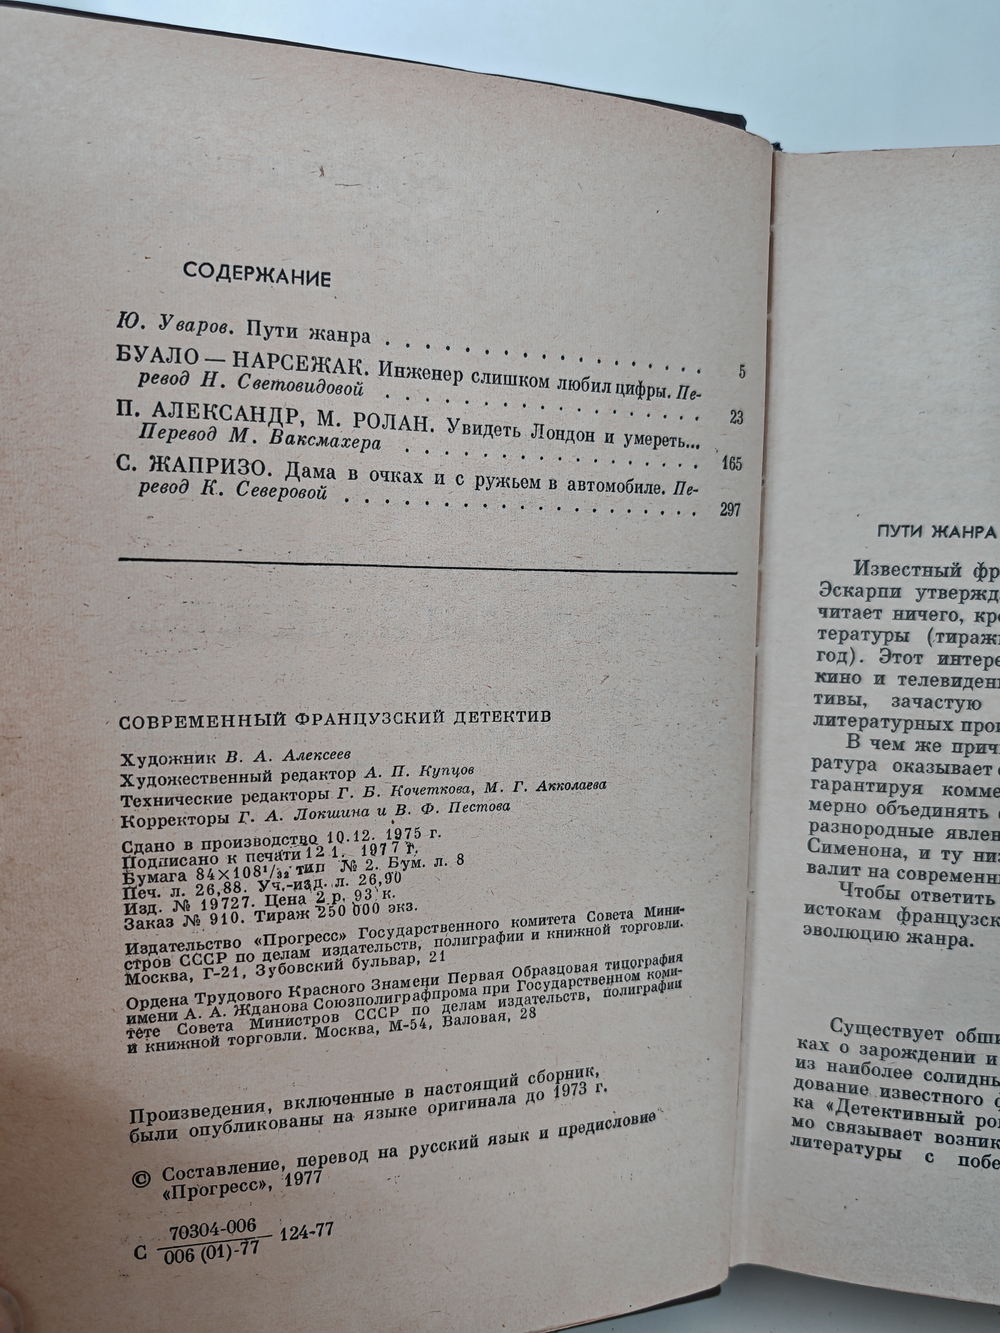 СОДЕРЖАНИЕ
Ю. Уваров. Пути жанра . . . . . . . . . . . . . . . . . 5
БУАЛО — НАРСЕЖАК. Инженер слишком любил цифры. Пе-
ревод Н. Световидовой . . . . . . . . . . . . . . . . . 23
П. АЛЕКСАНДР, М. РОЛАН. Увидеть Лондон и умереть...
Перевод М. Ваксмахера . . . . . . . . . . . . . . . . 165
С. ЖАПРИЗО. Дама в очках и с ружьем в автомобиле. Пе-
ревод К. Северовой . . . . . . . . . . . . . . . . . . . 297
СОВРЕМЕННЫЙ ФРАНЦУЗСКИЙ ДЕТЕКТИВ
Художник В. А. Алексеев
Художественный редактор А. П. Купцов
Технические редакторы Г. Б. Кочеткова, М. Г. Акколаева
Корректоры Г. А. Локшина и В. Ф. Пестова
Сдано в производство 10.12. 1975 г.
Подписано к печати 12 1. 1977 г.
Бумага 84×108¹/₃₂ тип № 2. Бум. л. 8
Печ. л. 26,88. Уч.-изд. л. 26,90
Изд. № 19727. Цена 2 р. 93 к.
Заказ № 910. Тираж 250 000 экз.
Издательство «Прогресс» Государственного комитета Совета Мини-
стров СССР по делам издательств, полиграфии и книжной торговли.
Москва, Г-21, Зубовский бульвар, 21
Ордена Трудового Красного Знамени Первая Образцовая типография
имени А. А. Жданова Союзполиграфпрома при Государственном коми-
тете Совета Министров СССР по делам издательств, полиграфии
и книжной торговли. Москва, М-54, Валовая, 28
Произведения, включенные в настоящий сборник,
были опубликованы на языке оригинала до 1973 г.
© Составление, перевод на русский язык и предисловие
«Прогресс», 1977
С 70304-006 / 006 (01)-77 124-77
ПУТИ ЖАНРА
Известный фр
Эскарпи утвержд
читает ничего, кр
тературы (тираж
год). Этот интер
кино и телевиден
тивы, зачастую
литературных прои
В чем же прич
ратура оказывает
гарантируя комме
мерно объединять
разнородные явлен
Сименона, и ту ни
валит на современн
Чтобы ответить
истокам французск
эволюцию жанра.
Существует обши
ках о зарождении и
из наиболее солидн
дование известного
ка «Детективный ро
мо связывает возник
литературы с побе